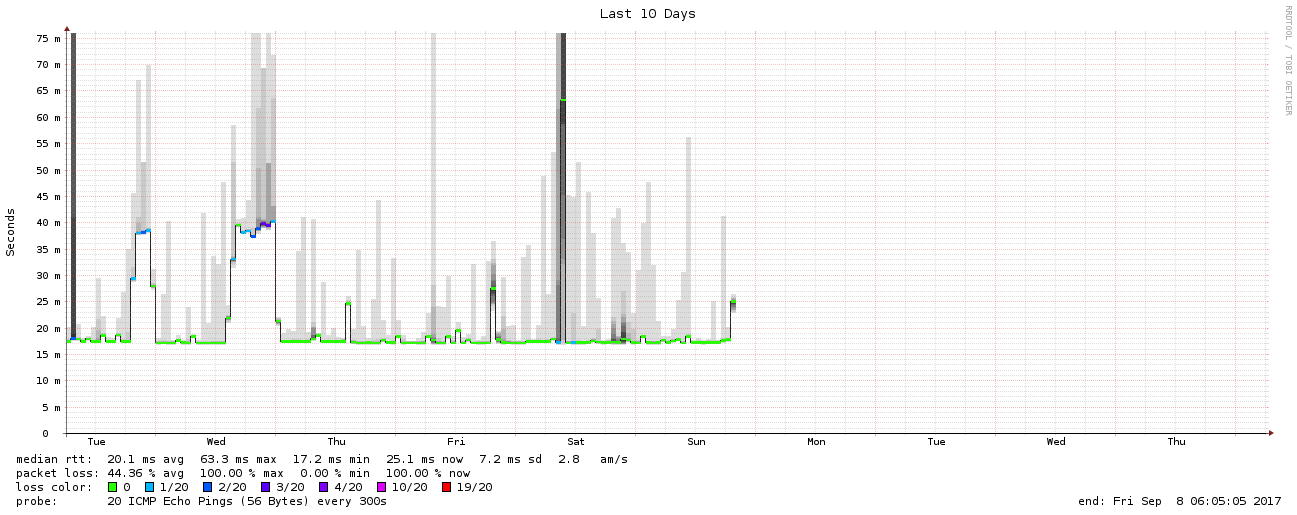 Last 10 Days
RRDTOOL / TOBI OETIKER
Seconds
75 m
70 m
65 m
60 m
55 m
50 m
45 m
40 m
35 m
30 m
25 m
20 m
15 m
10 m
5 m
0
Tue Wed Thu Fri Sat Sun Mon Tue Wed Thu
median rtt: 20.1 ms avg 63.3 ms max 17.2 ms min 25.1 ms now 7.2 ms sd 2.8 am/s
packet loss: 44.36 % avg 100.00 % max 0.00 % min 100.00 % now
loss color: 0 1/20 2/20 3/20 4/20 10/20 19/20
probe: 20 ICMP Echo Pings (56 Bytes) every 300s end: Fri Sep 8 06:05:05 2017